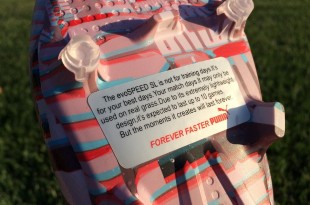 The evoSPEED SL is not for training days. It's
for your best days. Your match days. It may only be
used on real grass. Due to its extremely lightweight
design, it's expected to last up to 10 games.
But the moments it creates will last forever.
FOREVER FASTER PUMA